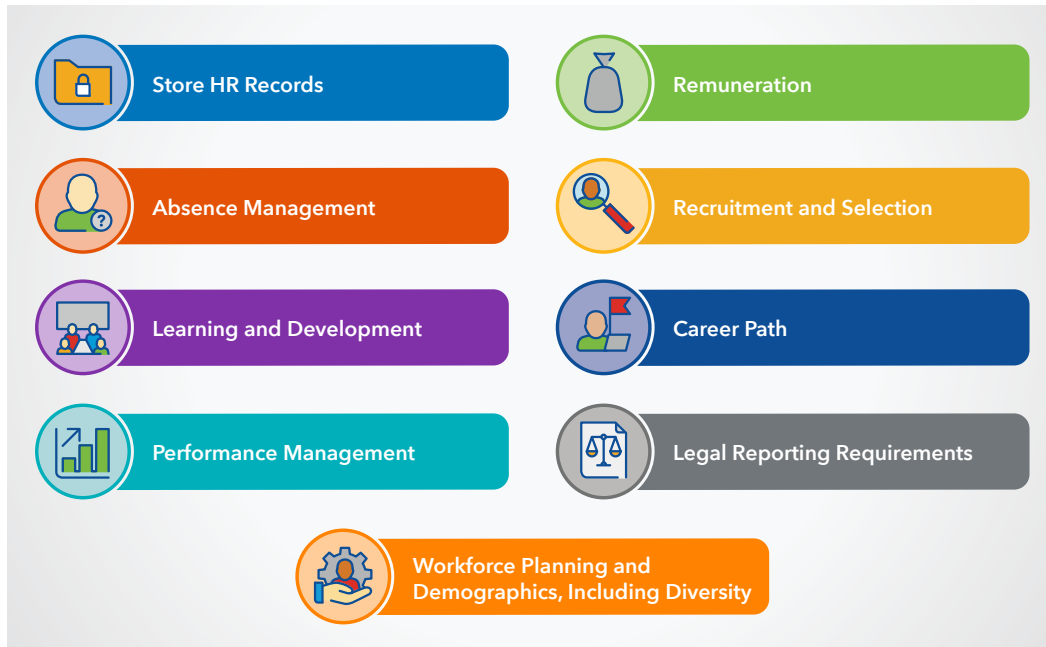 Store HR Records
Remuneration
Absence Management
?
Recruitment and Selection
Learning and Development
Career Path
Performance Management
Legal Reporting Requirements
Workforce Planning and
Demographics, Including Diversity